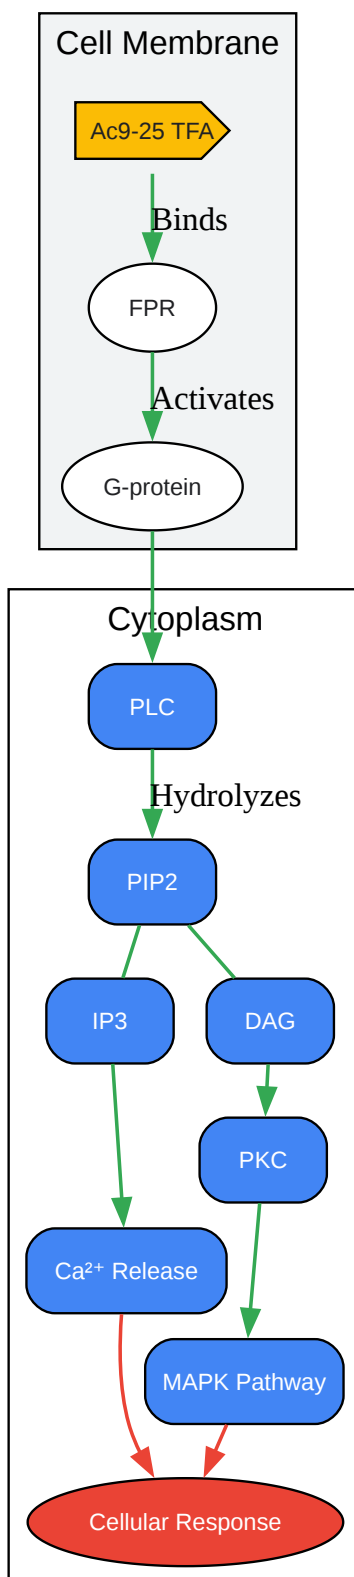 Cell Membrane
Ac9-25 TFA
Binds
FPR
Activates
G-protein
Cytoplasm
PLC
Hydrolyzes
PIP2
IP3
DAG
PKC
Ca²⁺ Release
MAPK Pathway
Cellular Response